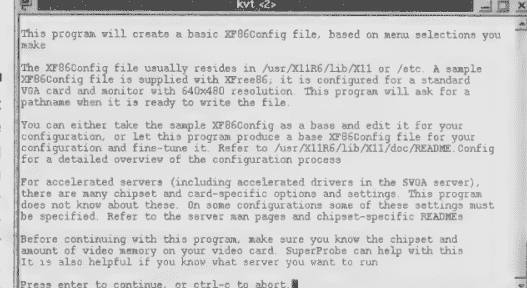 kvt <2>
This program will create a basic XF86Config file, based on menu selections you
make
The XF86Config file usually resides in /usr/X11R6/lib/X11 or /etc. A sample
XF86Config file is supplied with XFree86; it is configured for a standard
VGA card and monitor with 640x480 resolution. This program will ask for a
pathname when it is ready to write the file.
You can either take the sample XF86Config as a base and edit it for your
configuration, or let this program produce a base XF86Config file for your
configuration and fine-tune it. Refer to /usr/X11R6/lib/X11/doc/README.Config
for a detailed overview of the configuration process
For accelerated servers (including accelerated drivers in the SVGA server),
there are many chipset and card-specific options and settings. This program
does not know about these. On some configurations some of these settings must
be specified. Refer to the server man pages and chipset-specific READMEs
Before continuing with this program, make sure you know the chipset and
amount of video memory on your video card. SuperProbe can help with this
It is also helpful if you know what server you want to run
Press enter to continue, or ctrl-c to abort.